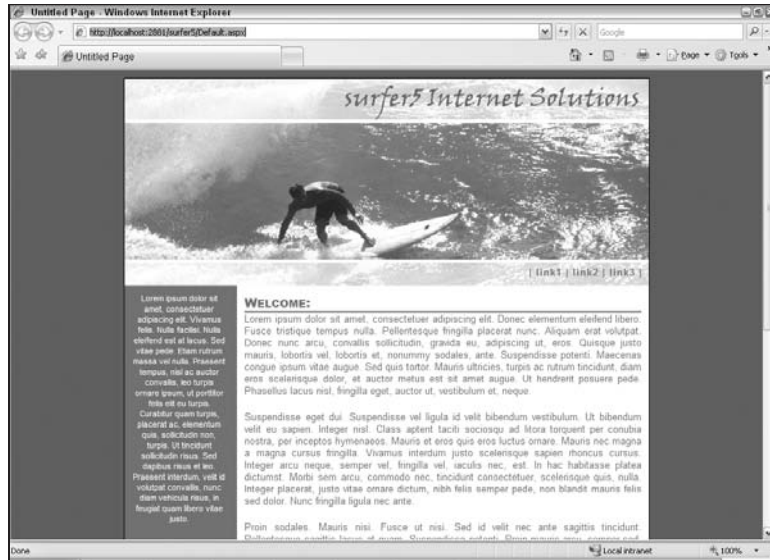 Untitled Page - Windows Internet Explorer
http://localhost:2001/surfer5/Default.aspx
Google
Untitled Page
Page
Tools
surfer5 Internet Solutions
| link1 | link2 | link3 |
Lorem ipsum dolor sit
amet, consectetuer
adipiscing elit. Vivamus
felis. Nulla facilisi. Nulla
eleifend est at lacus. Sed
vitae pede. Etiam rutrum
massa vel nulla. Praesent
tempus, nisl ac auctor
convallis, leo turpis
ornare ipsum, ut porttitor
felis elit eu turpis.
Curabitur quam turpis,
placerat ac, elementum
quis, sollicitudin non,
turpis. Ut tincidunt
sollicitudin risus. Sed
dapibus risus et leo.
Praesent interdum, velit id
volutpat convallis, nunc
diam vehicula risus, in
feugiat quam libero vitae
justo.
WELCOME:
Lorem ipsum dolor sit amet, consectetuer adipiscing elit. Donec elementum eleifend libero.
Fusce tristique tempus nulla. Pellentesque fringilla placerat nunc. Aliquam erat volutpat.
Donec nunc arcu, convallis sollicitudin, gravida eu, adipiscing ut, eros. Quisque justo
mauris, lobortis vel, lobortis et, nonummy sodales, ante. Suspendisse potenti. Maecenas
congue ipsum vitae augue. Sed quis tortor. Mauris ultricies, turpis ac rutrum tincidunt, diam
eros scelerisque dolor, et auctor metus est sit amet augue. Ut hendrerit posuere pede.
Phasellus lacus nisl, fringilla eget, auctor ut, vestibulum et, neque.
Suspendisse eget dui. Suspendisse vel ligula id velit bibendum vestibulum. Ut bibendum
velit eu sapien. Integer nisl. Class aptent taciti sociosqu ad litora torquent per conubia
nostra, per inceptos hymenaeos. Mauris et eros quis eros luctus ornare. Mauris nec magna
a magna cursus fringilla. Vivamus interdum justo scelerisque sapien rhoncus cursus.
Integer arcu neque, semper vel, fringilla vel, iaculis nec, est. In hac habitasse platea
dictumst. Morbi sem arcu, commodo nec, tincidunt consectetuer, scelerisque quis, nulla.
Integer placerat, justo vitae ornare dictum, nibh felis semper pede, non blandit mauris felis
sed dolor. Nunc fringilla ligula nec ante.
Proin sodales. Mauris nisi. Fusce ut nisi. Sed id velit nec ante sagittis tincidunt.
Done
Local intranet
100%